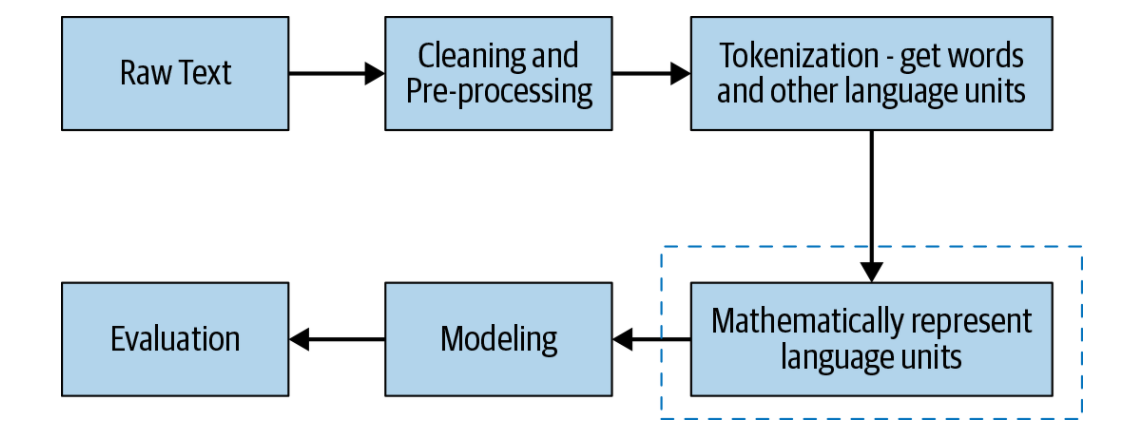 Raw Text
Cleaning and
Pre-processing
Tokenization - get words
and other language units
Mathematically represent
language units
Modeling
Evaluation